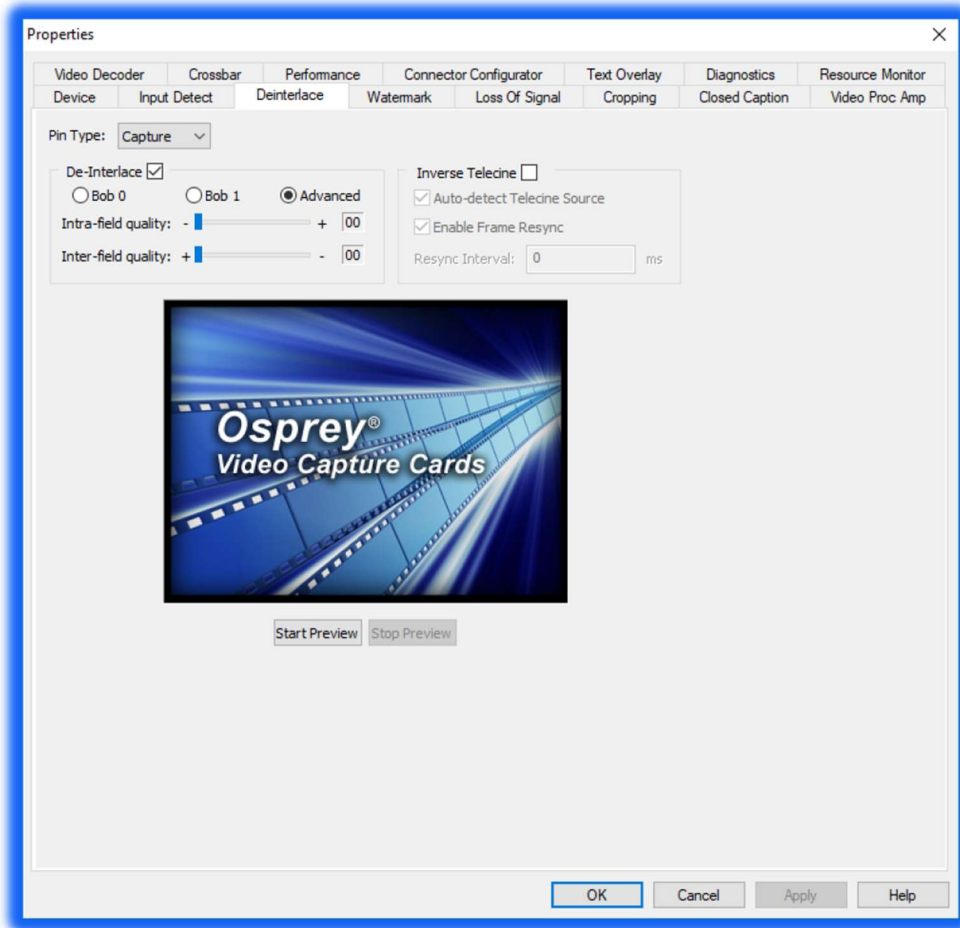 Properties
Video Decoder Crossbar Performance Connector Configurator Text Overlay Diagnostics Resource Monitor
Device Input Detect Deinterlace Watermark Loss Of Signal Cropping Closed Caption Video Proc Amp
Pin Type: Capture
De-Interlace Inverse Telecine
Bob 0 Bob 1 Advanced Auto-detect Telecine Source
Intra-field quality: - + 00 Enable Frame Resync
Inter-field quality: + - 00 Resync Interval: 0 ms
Osprey®
Video Capture Cards
Start Preview Stop Preview
OK Cancel Apply Help